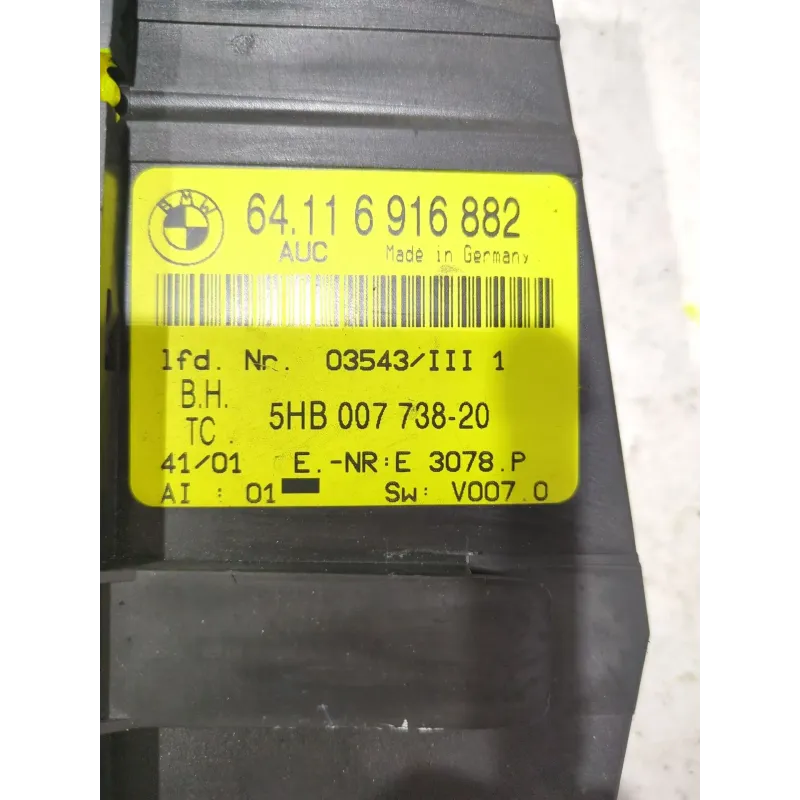 BMW
64.11 6 916 882
AUC Made in Germany
lfd. Nr. 03543/III 1
B.H.
TC. 5HB 007 738-20
41/01 E.-NR:E 3078.P
AI : 01 Sw: V007.0